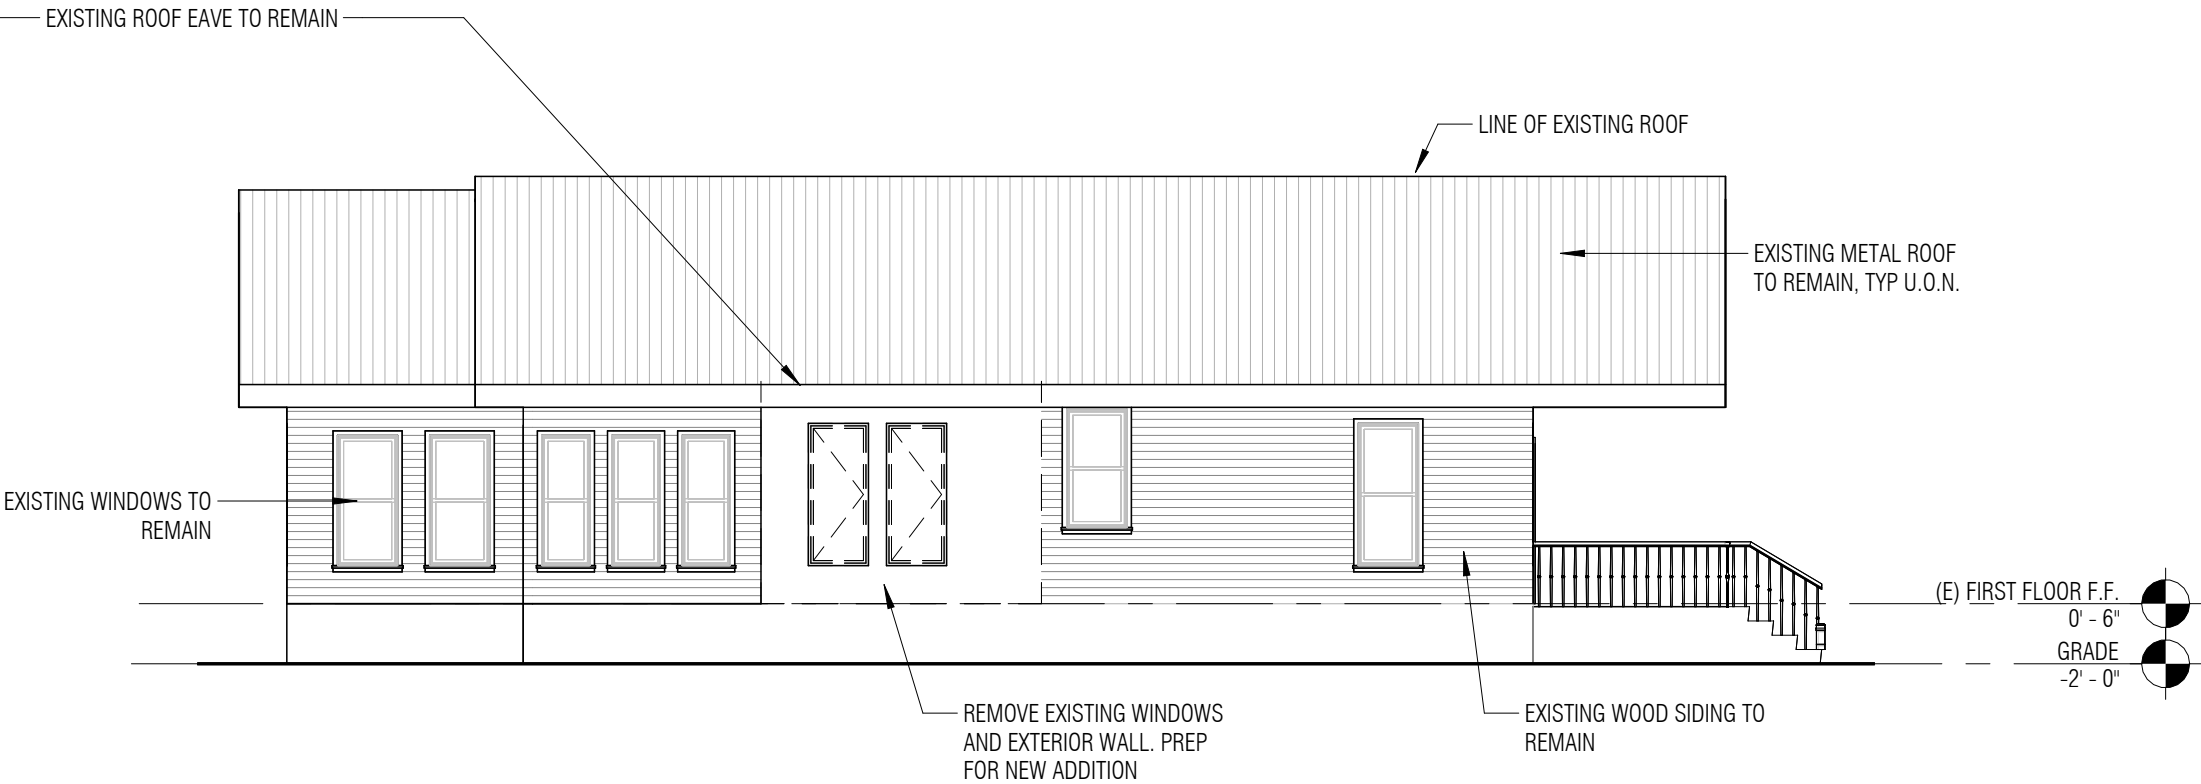 EXISTING ROOF EAVE TO REMAIN
LINE OF EXISTING ROOF
EXISTING METAL ROOF
TO REMAIN, TYP U.O.N.
EXISTING WINDOWS TO
REMAIN
(E) FIRST FLOOR F.F.
0' - 6"
GRADE
-2' - 0"
REMOVE EXISTING WINDOWS
AND EXTERIOR WALL. PREP
FOR NEW ADDITION
EXISTING WOOD SIDING TO
REMAIN